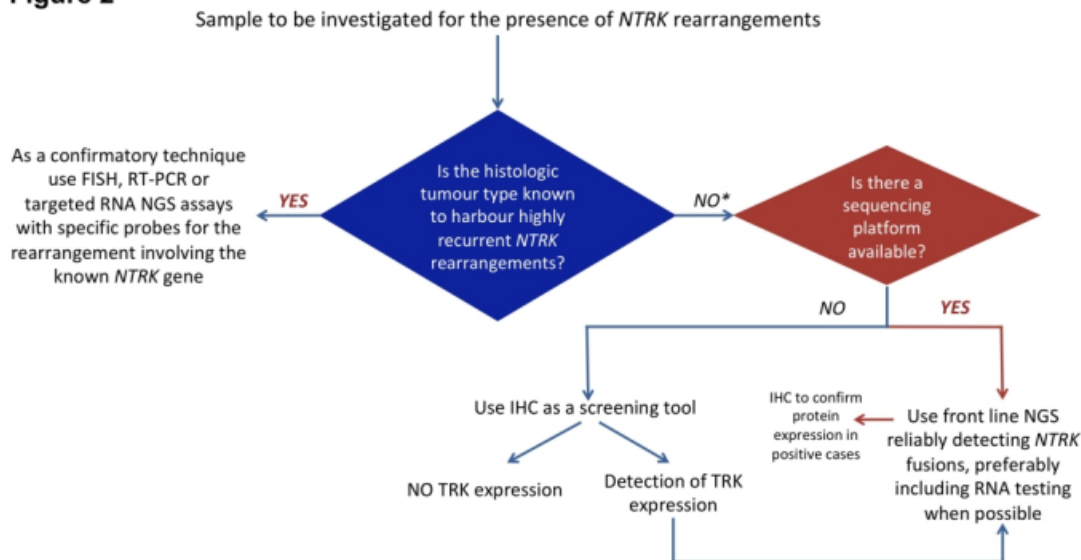 Sample to be investigated for the presence of NTRK rearrangements
As a confirmatory technique
use FISH, RT-PCR or
targeted RNA NGS assays
with specific probes for the
rearrangement involving the
known NTRK gene
YES
Is the histologic
tumour type known
to harbour highly
recurrent NTRK
rearrangements?
NO*
Is there a
sequencing
platform
available?
NO
YES
Use IHC as a screening tool
NO TRK expression
Detection of TRK
expression
IHC to confirm
protein
expression in
positive cases
Use front line NGS
reliably detecting NTRK
fusions, preferably
including RNA testing
when possible